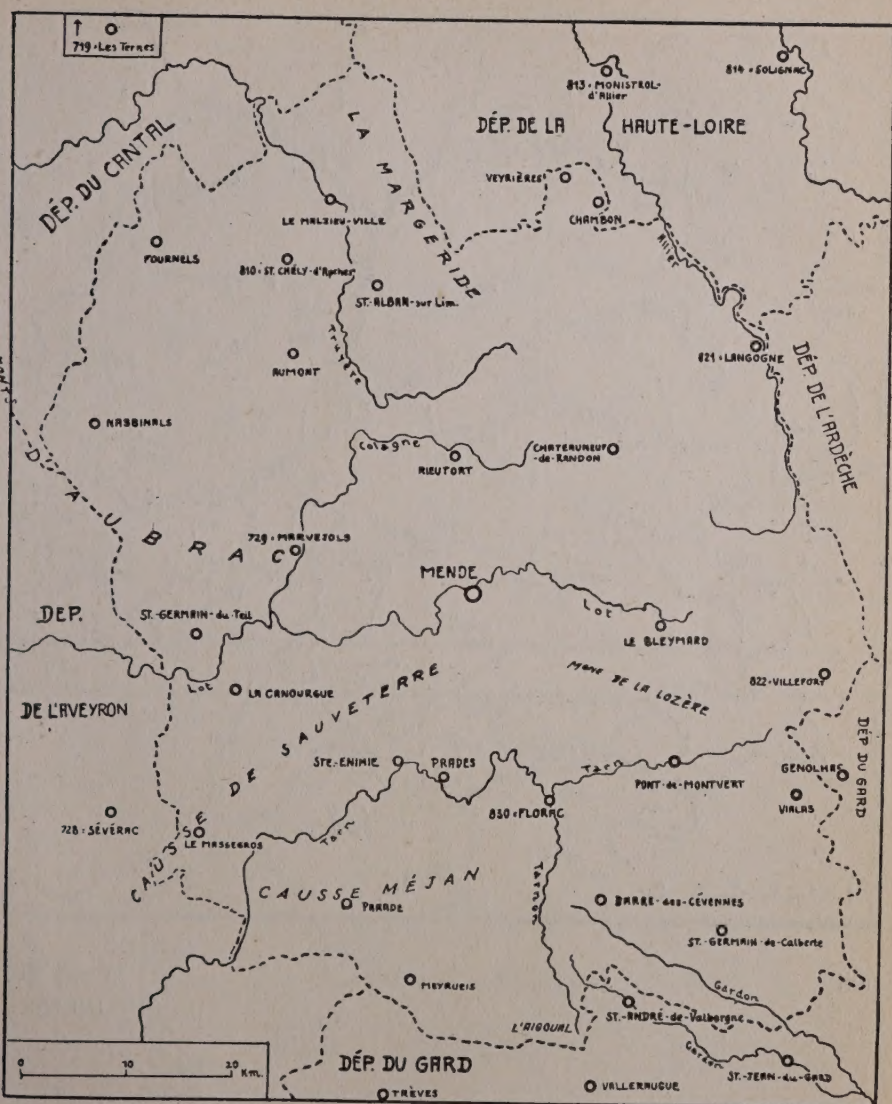 ↑
719 = Les Ternes
813 = MONISTROL-
d'Allier
814 = SOLIGNAC
DÉP. DE LA HAUTE-LOIRE
DÉP. DU CANTAL
LA MARGERIDE
VEYRIÈRES
CHAMBON
LE MALZIEU-VILLE
FOURNELS
810 = ST. CHÉLY-d'Apcher
ST.-ALBAN-sur Lim.
Allier
Truyère
AUMONT
821 = LANGOGNE
DÉP. DE L'ARDÈCHE
MONTS
D'AUBRAC
NASBINALS
Colagne
RIEUTORT
CHATEAUNEUF
-de-RANDON
729 = MARVEJOLS
MENDE
DEP.
ST.-GERMAIN-du-Teil
Lot
LE BLEYMARD
Lot
LA CANOURGUE
MONT DE LA LOZÈRE
822 = VILLEFORT
DE L'AVEYRON
CAUSSE DE SAUVETERRE
STE.-ENIMIE
PRADES
Tarn
PONT-de-MONTVERT
GENOLHAC
DÉP DU GARD
VIALAS
830 = FLORAC
728 = SÉVÉRAC
LE MASSEGROS
Tarn
CAUSSE MÉJAN
PARADE
Tarnon
BARRE-des-CÉVENNES
ST.-GERMAIN-de-Calberte
MEYRUEIS
Gardon
L'AIGOUAL
ST.-ANDRÉ-de-Valborgne
Gardon
ST.-JEAN-du-GARD
DÉP. DU GARD
TRÈVES
VALLERAUGUE
0 10 20 Km.